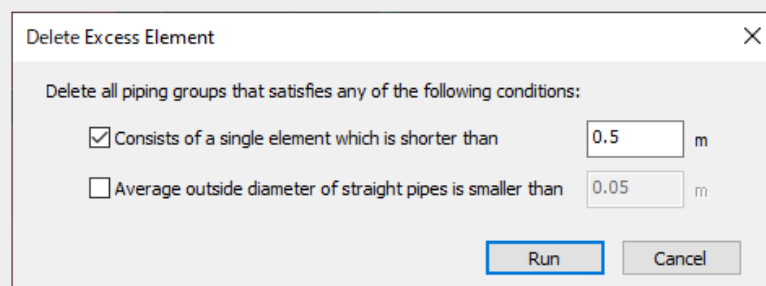 Delete Excess Element
Delete all piping groups that satisfies any of the following conditions:
Consists of a single element which is shorter than 0.5 m
Average outside diameter of straight pipes is smaller than 0.05 m
Run Cancel